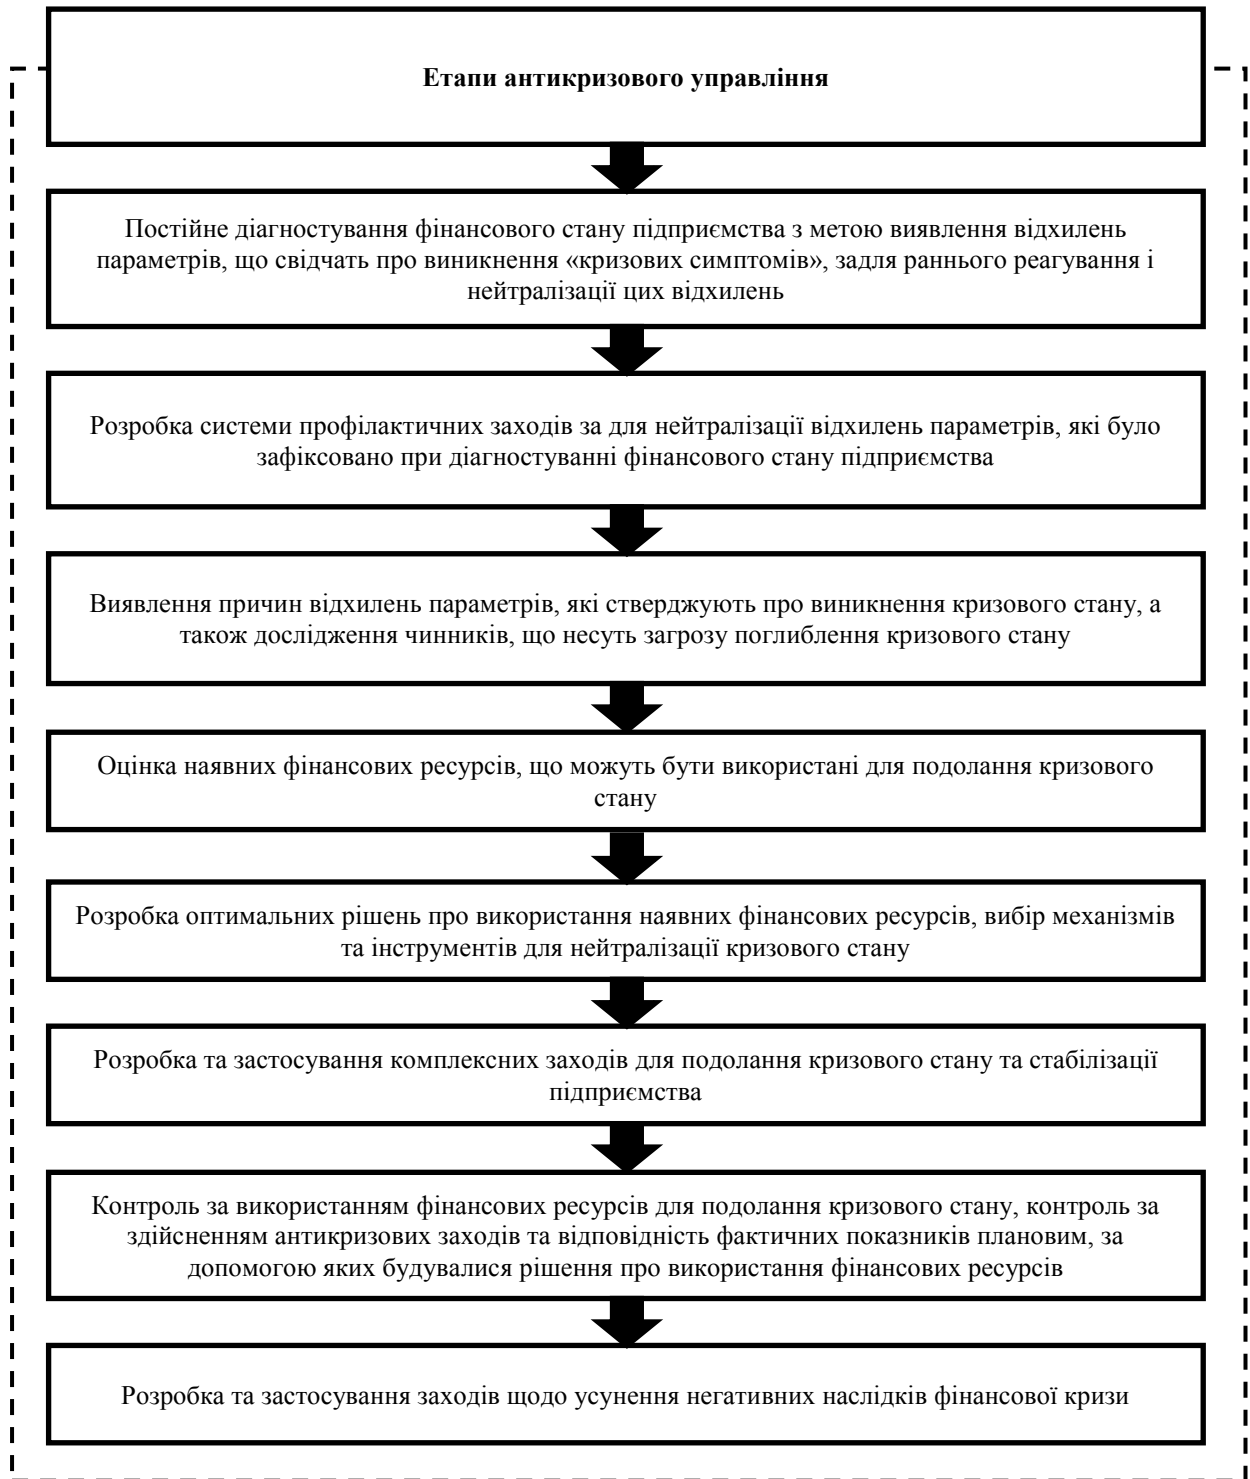 Етапи антикризового управління
Постійне діагностування фінансового стану підприємства з метою виявлення відхилень
параметрів, що свідчать про виникнення «кризових симптомів», задля раннього реагування і
нейтралізації цих відхилень
Розробка системи профілактичних заходів за для нейтралізації відхилень параметрів, які було
зафіксовано при діагностуванні фінансового стану підприємства
Виявлення причин відхилень параметрів, які стверджують про виникнення кризового стану, а
також дослідження чинників, що несуть загрозу поглиблення кризового стану
Оцінка наявних фінансових ресурсів, що можуть бути використані для подолання кризового
стану
Розробка оптимальних рішень про використання наявних фінансових ресурсів, вибір механізмів
та інструментів для нейтралізації кризового стану
Розробка та застосування комплексних заходів для подолання кризового стану та стабілізації
підприємства
Контроль за використанням фінансових ресурсів для подолання кризового стану, контроль за
здійсненням антикризових заходів та відповідність фактичних показників плановим, за
допомогою яких будувалися рішення про використання фінансових ресурсів
Розробка та застосування заходів щодо усунення негативних наслідків фінансової кризи